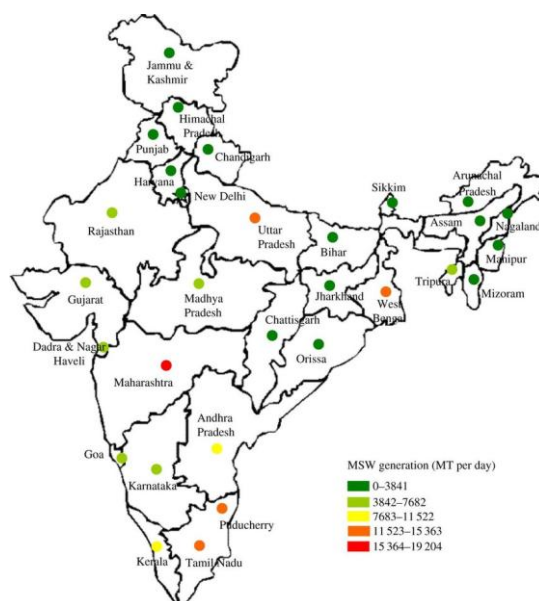 Jammu &
Kashmir
Himachal
Pradesh
Punjab
Chandigarh
Haryana
New Delhi
Rajasthan
Uttar
Pradesh
Bihar
Sikkim
Arunachal
Pradesh
Assam
Nagaland
Manipur
Tripura
Mizoram
Gujarat
Madhya
Pradesh
Jharkhand
West
Bengal
Chattisgarh
Orissa
Dadra & Nagar
Haveli
Maharashtra
Andhra
Pradesh
Goa
Karnataka
Puducherry
Kerala
Tamil Nadu
MSW generation (MT per day)
0–3841
3842–7682
7683–11 522
11 523–15 363
15 364–19 204